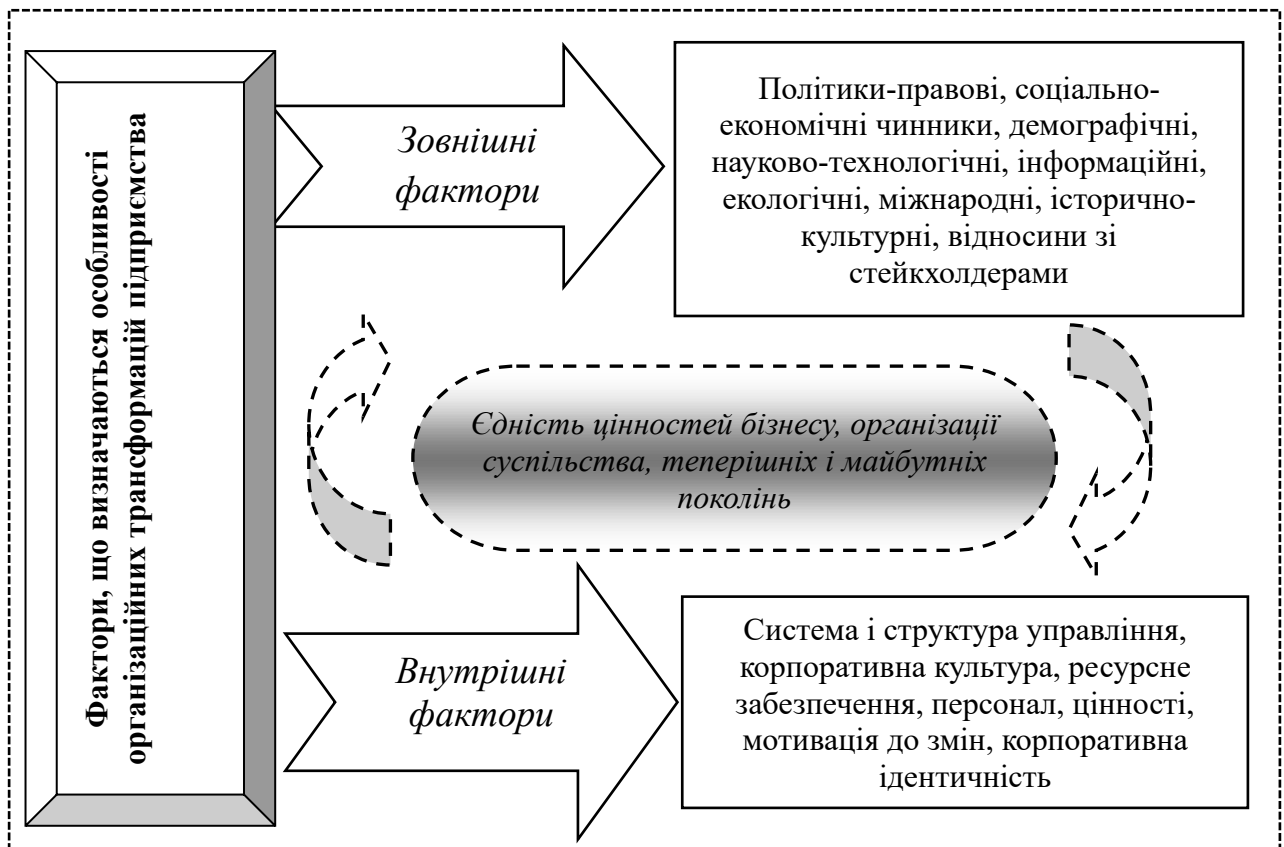 Фактори, що визначаються особливості
організаційних трансформацій підприємства
Зовнішні
фактори
Політики-правові, соціально-
економічні чинники, демографічні,
науково-технологічні, інформаційні,
екологічні, міжнародні, історично-
культурні, відносини зі
стейкхолдерами
Єдність цінностей бізнесу, організації
суспільства, теперішніх і майбутніх
поколінь
Внутрішні
фактори
Система і структура управління,
корпоративна культура, ресурсне
забезпечення, персонал, цінності,
мотивація до змін, корпоративна
ідентичність